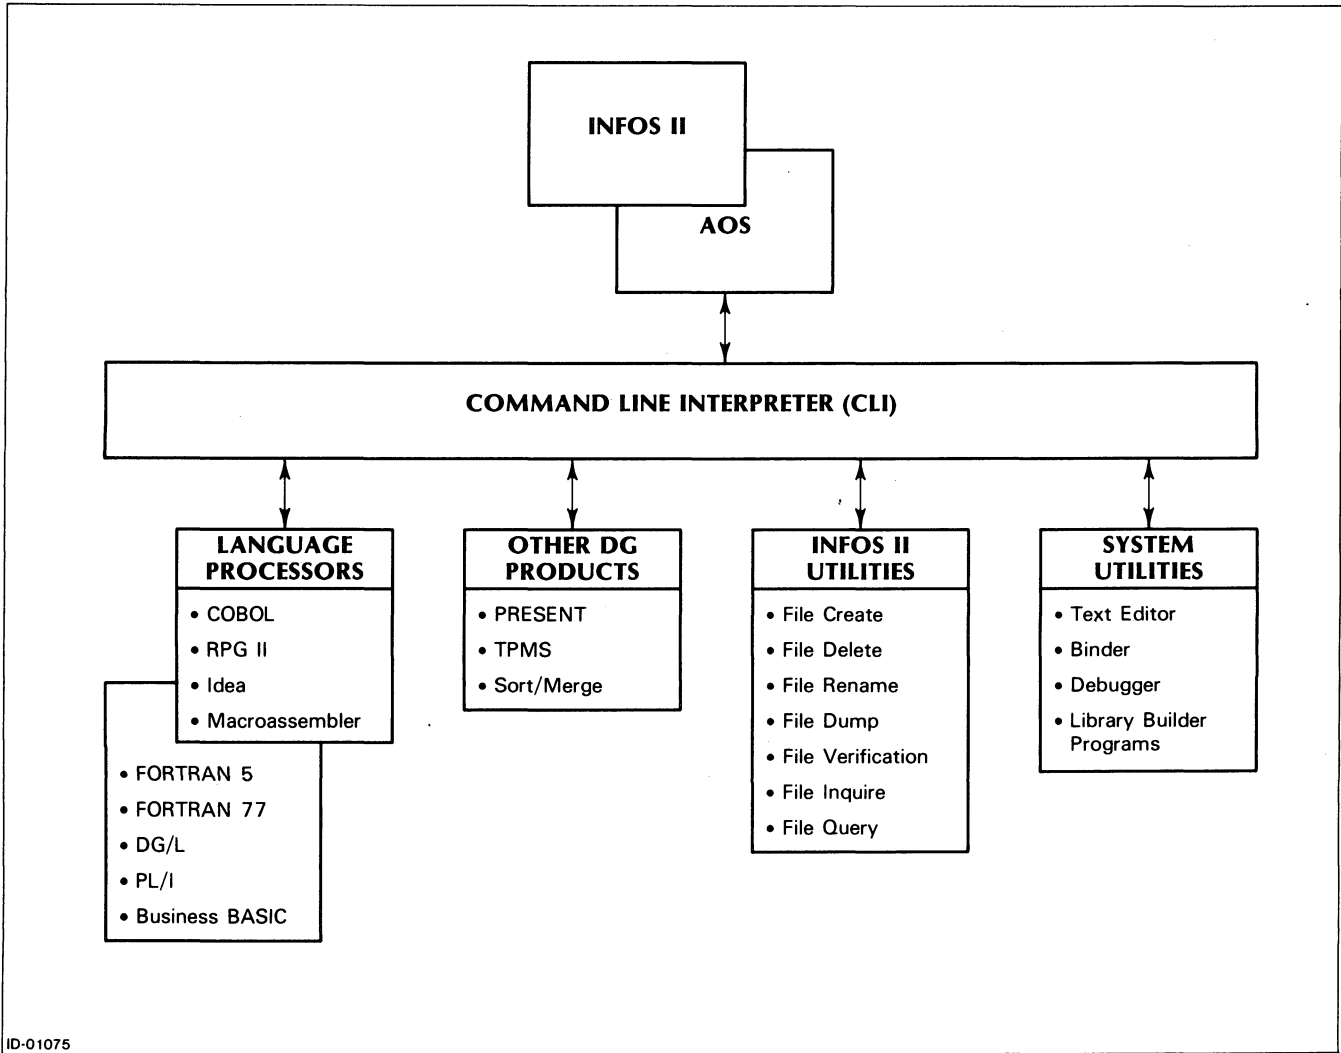 INFOS II
AOS
COMMAND LINE INTERPRETER (CLI)
LANGUAGE
PROCESSORS
• COBOL
• RPG II
• Idea
• Macroassembler
• FORTRAN 5
• FORTRAN 77
• DG/L
• PL/I
• Business BASIC
OTHER DG
PRODUCTS
• PRESENT
• TPMS
• Sort/Merge
INFOS II
UTILITIES
• File Create
• File Delete
• File Rename
• File Dump
• File Verification
• File Inquire
• File Query
SYSTEM
UTILITIES
• Text Editor
• Binder
• Debugger
• Library Builder
Programs
ID-01075